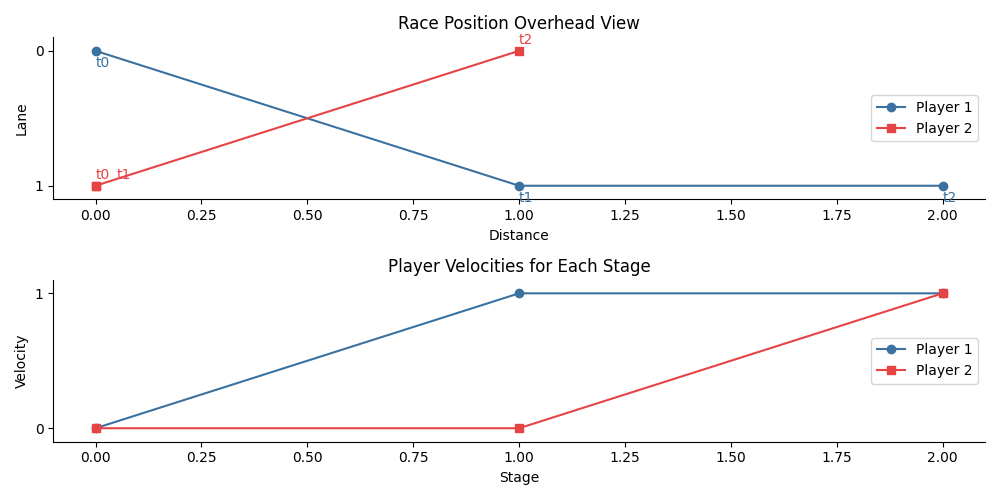 Race Position Overhead View
t2
0
t0
Lane
Player 1
Player 2
t0 t1
1
t1
t2
0.00 0.25 0.50 0.75 1.00 1.25 1.50 1.75 2.00
Distance
Player Velocities for Each Stage
1
Velocity
Player 1
Player 2
0
0.00 0.25 0.50 0.75 1.00 1.25 1.50 1.75 2.00
Stage